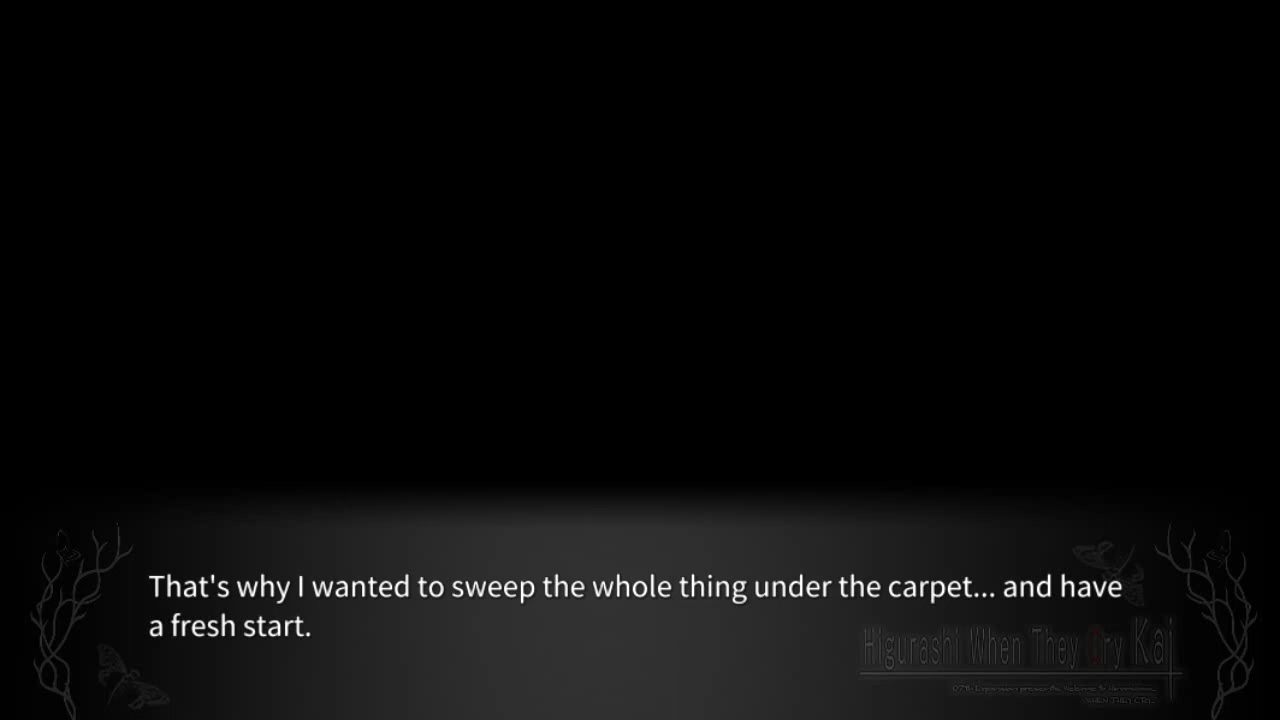 That's why I wanted to sweep the whole thing under the carpet... and have
a fresh start.
Higurashi When They Cry Kai